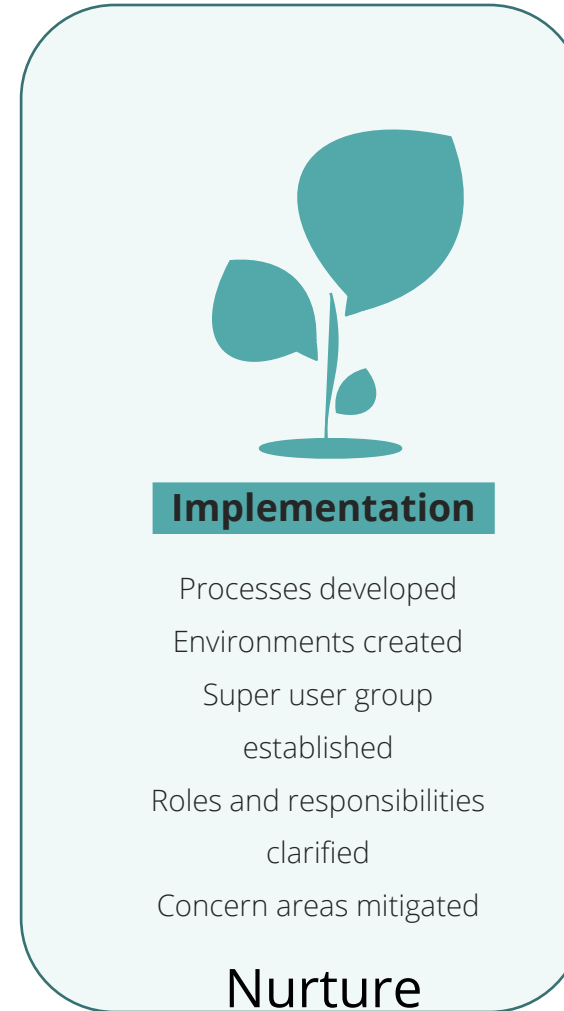 Implementation
Processes developed
Environments created
Super user group
established
Roles and responsibilities
clarified
Concern areas mitigated
Nurture